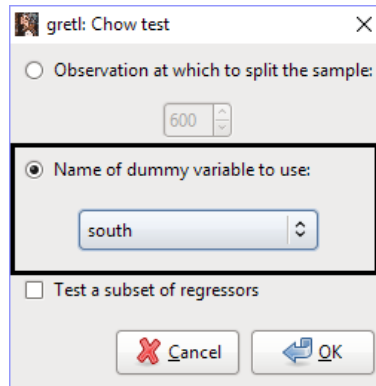 gretl: Chow test
Observation at which to split the sample:
600
Name of dummy variable to use:
south
Test a subset of regressors
Cancel OK